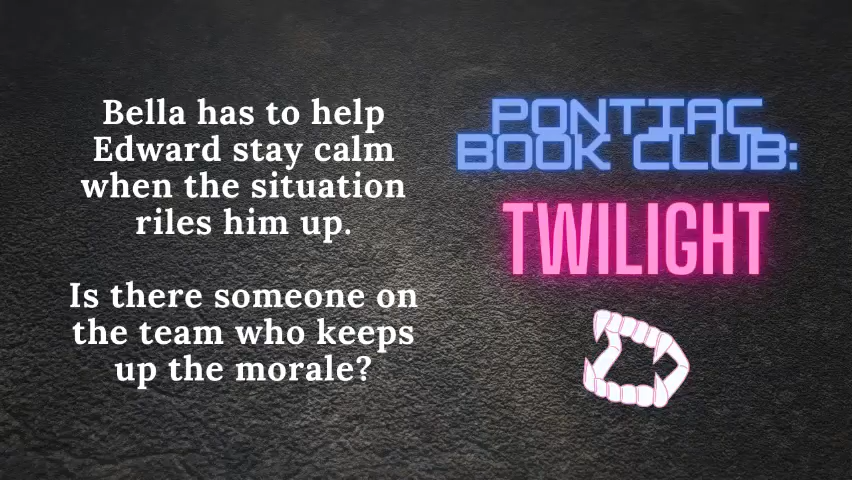 Bella has to help
Edward stay calm
when the situation
riles him up.
Is there someone on
the team who keeps
up the morale?
PONTIAC
BOOK CLUB:
TWILIGHT